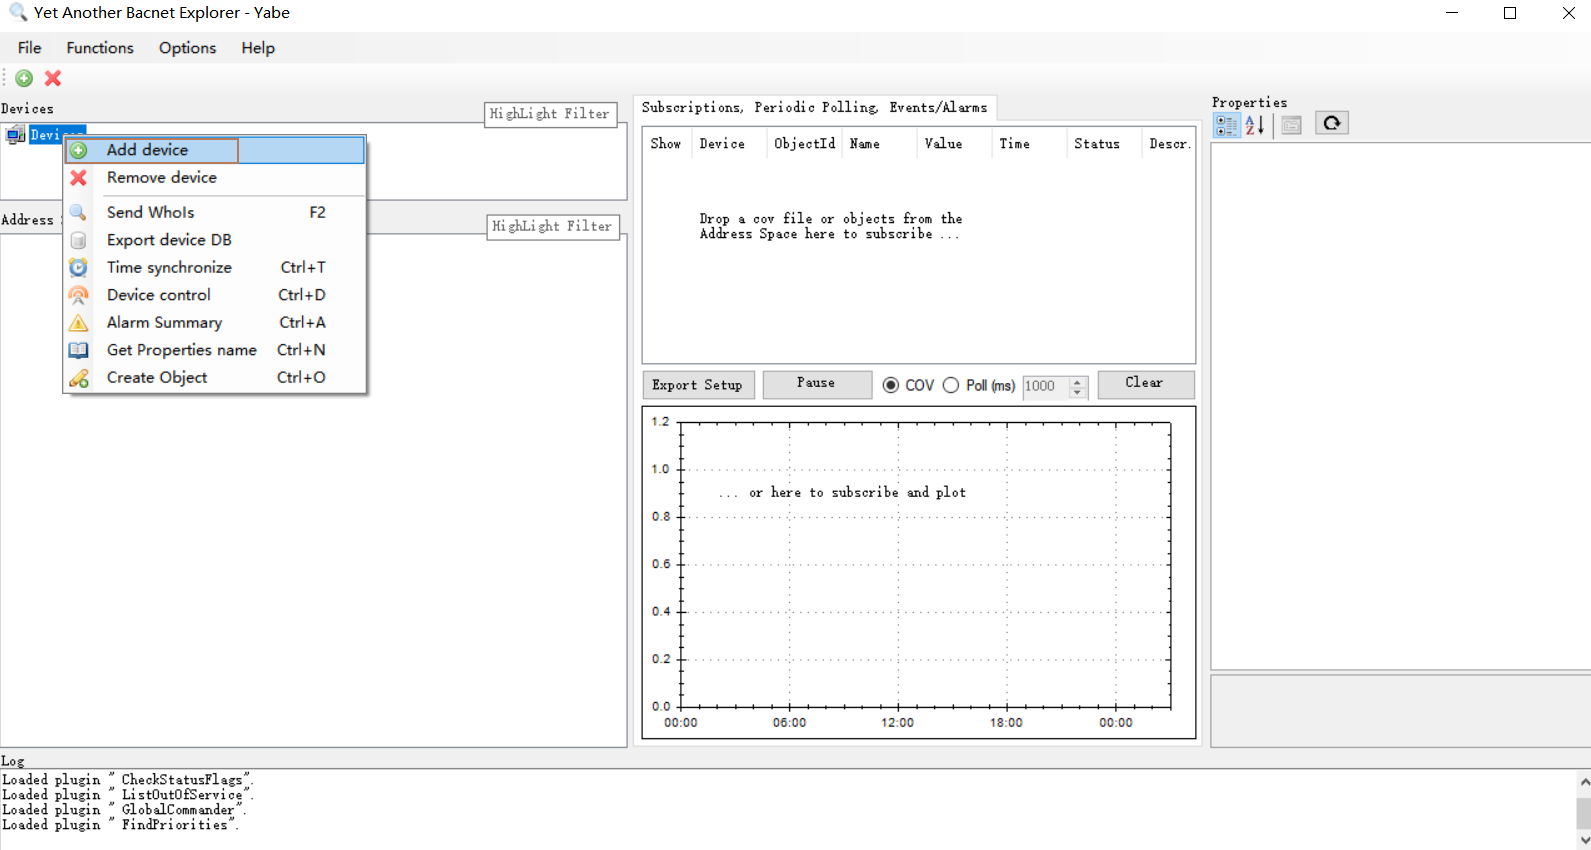 Yet Another Bacnet Explorer - Yabe
File Functions Options Help
Devices
HighLight Filter
Devices
Add device
Remove device
Send WhoIs F2
Export device DB
Time synchronize Ctrl+T
Device control Ctrl+D
Alarm Summary Ctrl+A
Get Properties name Ctrl+N
Create Object Ctrl+O
Address
HighLight Filter
Subscriptions, Periodic Polling, Events/Alarms
Show Device ObjectId Name Value Time Status Descr.
Drop a cov file or objects from the
Address Space here to subscribe ...
Export Setup Pause COV Poll (ms) 1000 Clear
1.2
1.0
0.8
0.6
0.4
0.2
0.0
... or here to subscribe and plot
00:00 06:00 12:00 18:00 00:00
Properties
Log
Loaded plugin " CheckStatusFlags".
Loaded plugin " ListOutOfService".
Loaded plugin " GlobalCommander".
Loaded plugin " FindPriorities".